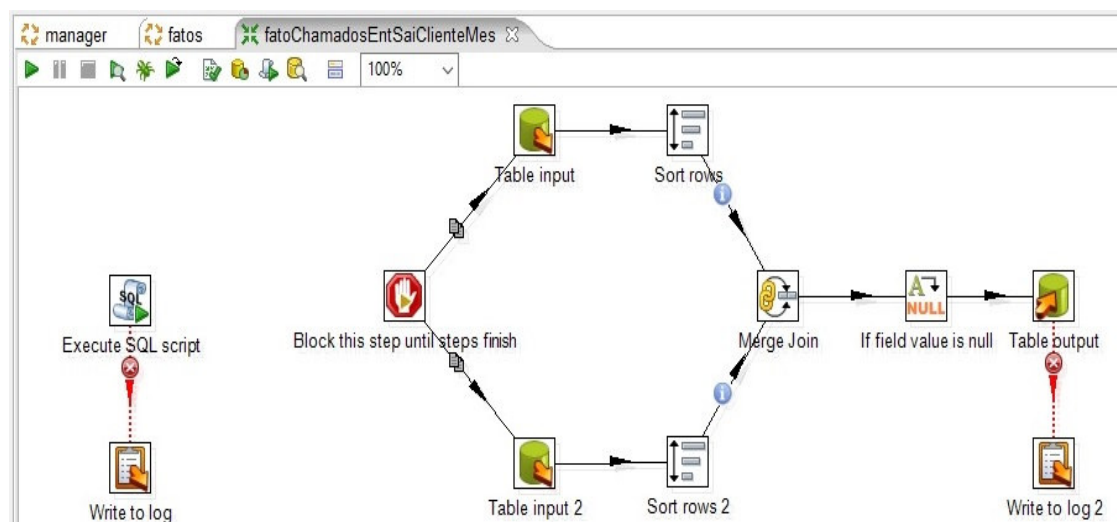 manager
fatos
fatoChamadosEntSaiClienteMes
100%
Table input
Sort rows
SQL
Execute SQL script
Block this step until steps finish
Merge Join
A
NULL
If field value is null
Table output
Write to log
Table input 2
Sort rows 2
Write to log 2